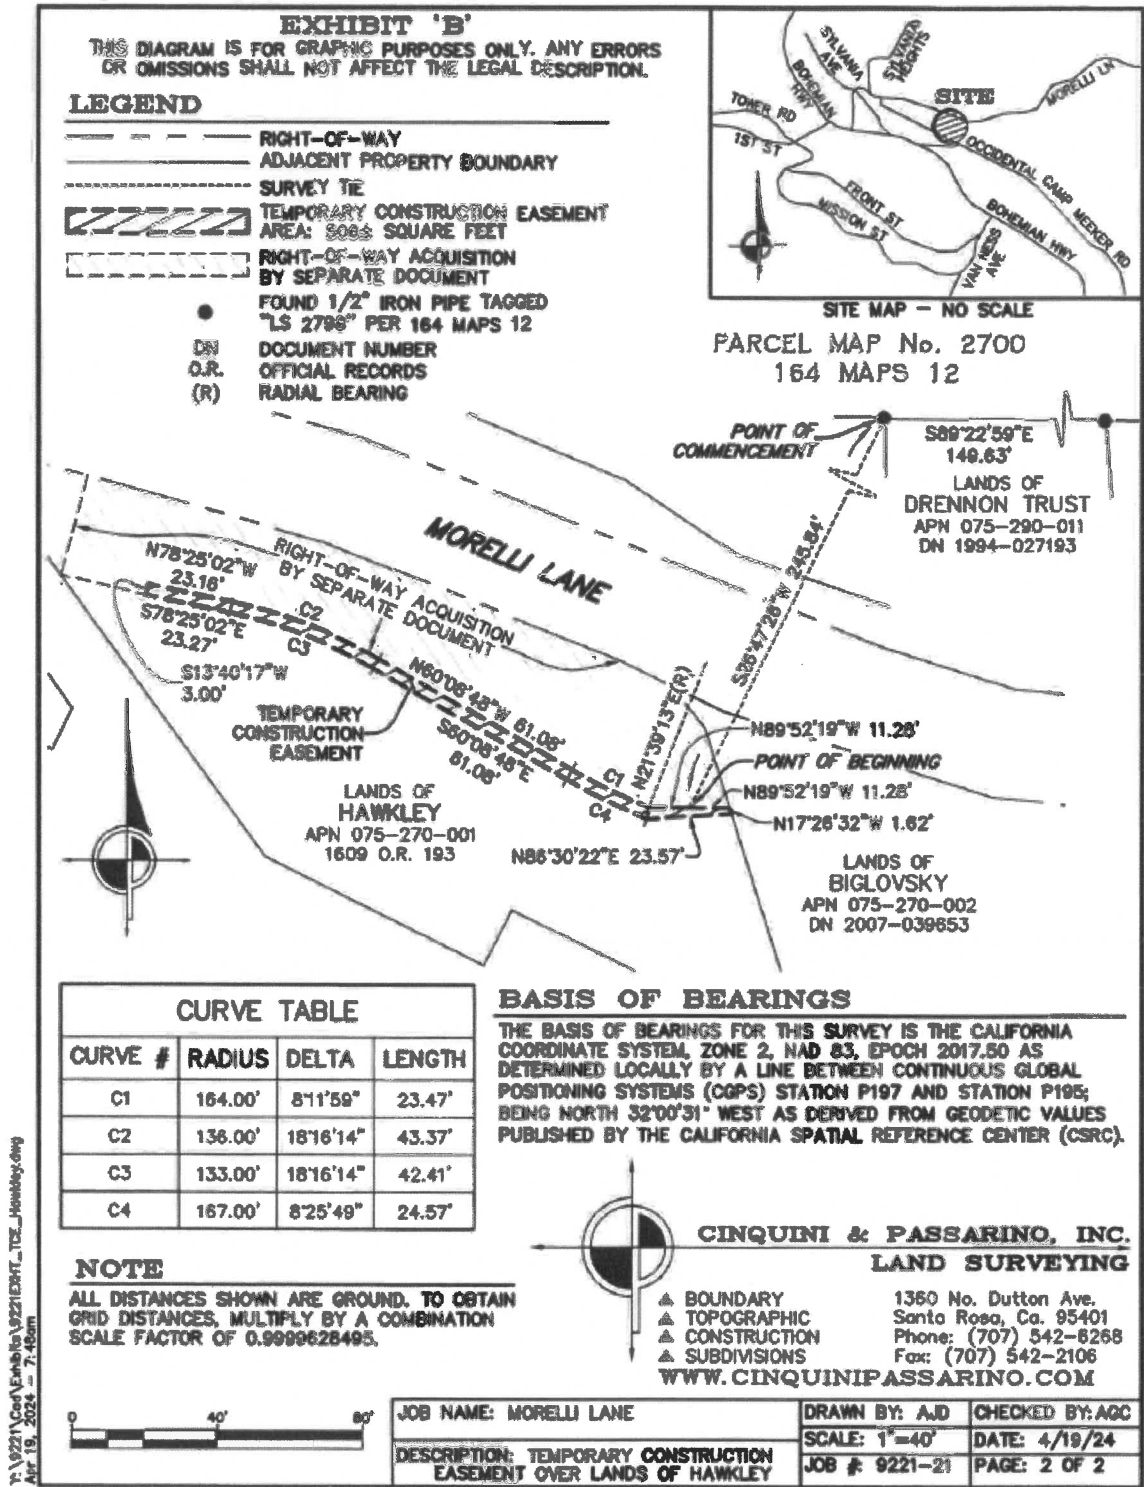 EXHIBIT 'B'
THIS DIAGRAM IS FOR GRAPHIC PURPOSES ONLY. ANY ERRORS
OR OMISSIONS SHALL NOT AFFECT THE LEGAL DESCRIPTION.
LEGEND
RIGHT-OF-WAY
ADJACENT PROPERTY BOUNDARY
SURVEY TIE
TEMPORARY CONSTRUCTION EASEMENT
AREA: SQUARE FEET
RIGHT-OF-WAY ACQUISITION
BY SEPARATE DOCUMENT
FOUND 1/2" IRON PIPE TAGGED
"LS 2798" PER 164 MAPS 12
DN DOCUMENT NUMBER
O.R. OFFICIAL RECORDS
(R) RADIAL BEARING
SYLVANIA AVE
SYLVANIA HEIGHTS
BOHEMIAN HWY
TOWER RD
1ST ST
SITE
MORELLI LN
OCCIDENTAL CAMP MEEKER RD
FRONT ST
MISSION ST
BOHEMIAN HWY
VAN NESS AVE
SITE MAP - NO SCALE
PARCEL MAP No. 2700
164 MAPS 12
POINT OF
COMMENCEMENT
S89°22'59"E
149.63'
LANDS OF
DRENNON TRUST
APN 075-290-011
DN 1994-027193
MORELLI LANE
RIGHT-OF-WAY ACQUISITION
BY SEPARATE DOCUMENT
N78°25'02"W
23.16'
C2
S78°25'02"E
23.27'
C3
S13°40'17"W
3.00'
TEMPORARY
CONSTRUCTION
EASEMENT
N60°08'48"W 61.08'
S60°08'48"E
61.08'
C1
C4
N21°39'13"E(R)
S26°47'28"W 245.84'
N89°52'19"W 11.28'
POINT OF BEGINNING
N89°52'19"W 11.28'
N17°26'32"W 1.62'
N86°30'22"E 23.57'
LANDS OF
HAWKLEY
APN 075-270-001
1609 O.R. 193
LANDS OF
BIGLOVSKY
APN 075-270-002
DN 2007-039653
CURVE TABLE
CURVE # RADIUS DELTA LENGTH
C1 164.00' 8°11'59" 23.47'
C2 136.00' 18°16'14" 43.37'
C3 133.00' 18°16'14" 42.41'
C4 167.00' 8°25'49" 24.57'
BASIS OF BEARINGS
THE BASIS OF BEARINGS FOR THIS SURVEY IS THE CALIFORNIA
COORDINATE SYSTEM, ZONE 2, NAD 83, EPOCH 2017.50 AS
DETERMINED LOCALLY BY A LINE BETWEEN CONTINUOUS GLOBAL
POSITIONING SYSTEMS (CGPS) STATION P197 AND STATION P195;
BEING NORTH 32°00'31" WEST AS DERIVED FROM GEODETIC VALUES
PUBLISHED BY THE CALIFORNIA SPATIAL REFERENCE CENTER (CSRC).
NOTE
ALL DISTANCES SHOWN ARE GROUND. TO OBTAIN
GRID DISTANCES, MULTIPLY BY A COMBINATION
SCALE FACTOR OF 0.9999628495.
CINQUINI & PASSARINO, INC.
LAND SURVEYING
BOUNDARY
TOPOGRAPHIC
CONSTRUCTION
SUBDIVISIONS
1360 No. Dutton Ave.
Santa Rosa, Ca. 95401
Phone: (707) 542-6268
Fax: (707) 542-2106
WWW.CINQUINIPASSARINO.COM
0 40' 80'
JOB NAME: MORELLI LANE
DESCRIPTION: TEMPORARY CONSTRUCTION
EASEMENT OVER LANDS OF HAWKLEY
DRAWN BY: AJD
CHECKED BY: AGC
SCALE: 1"=40'
DATE: 4/19/24
JOB #: 9221-21
PAGE: 2 OF 2
Apr 19, 2024 - 7:48am